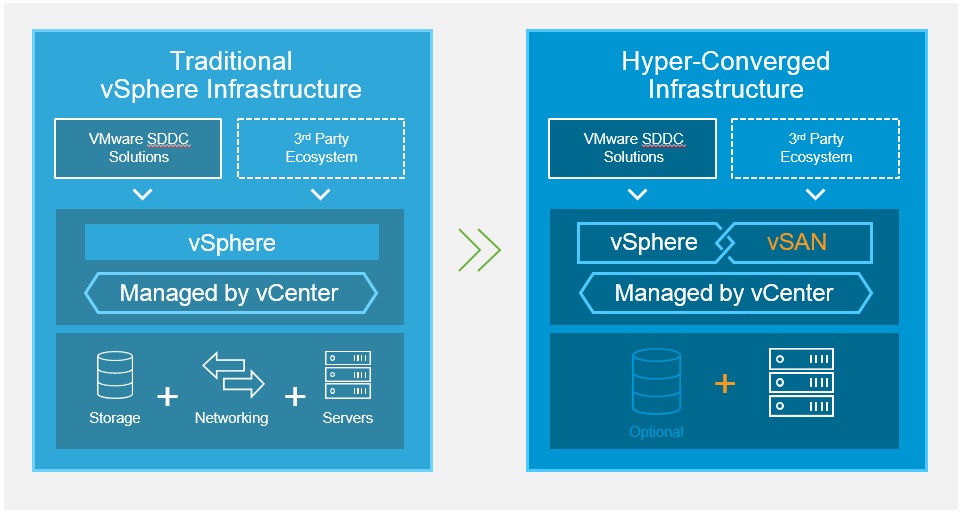 Traditional
vSphere Infrastructure
VMware SDDC
Solutions
3rd Party
Ecosystem
vSphere
Managed by vCenter
Storage
Networking
Servers
Hyper-Converged
Infrastructure
VMware SDDC
Solutions
3rd Party
Ecosystem
vSphere
vSAN
Managed by vCenter
Optional